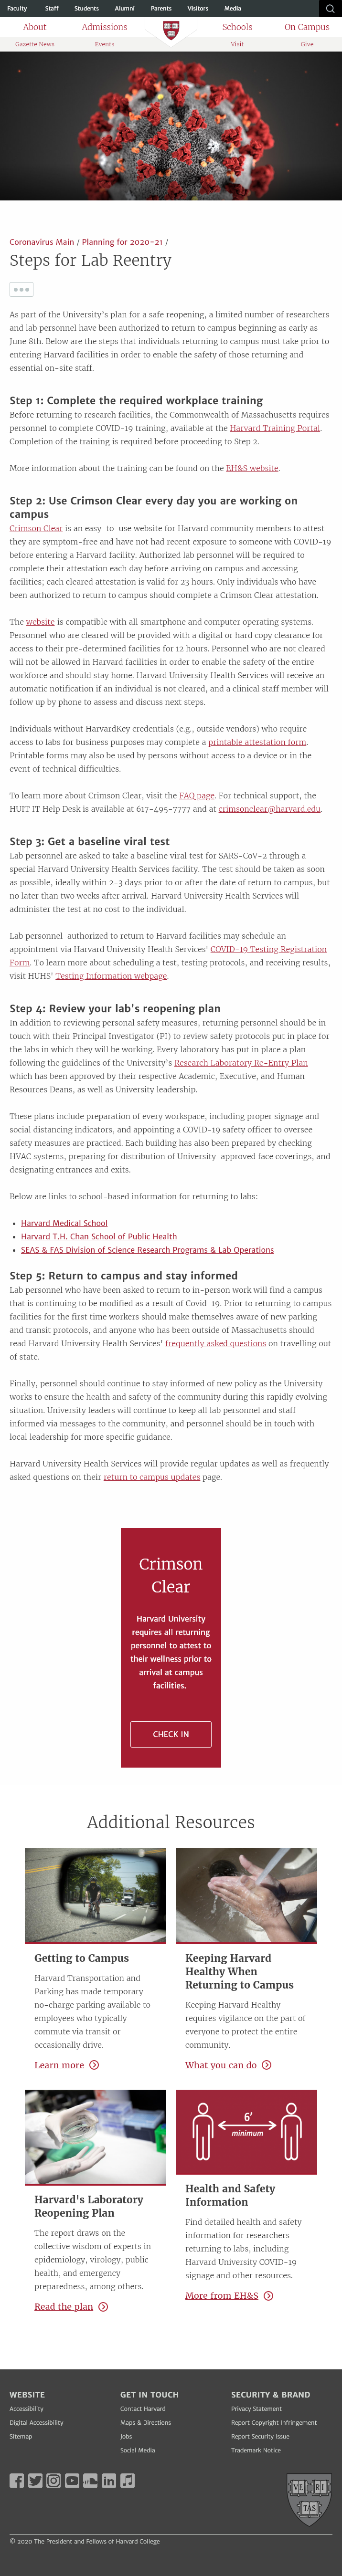 Faculty Staff Students Alumni Parents Visitors Media
About Admissions Schools On Campus
Gazette News Events Visit Give
Coronavirus Main / Planning for 2020-21 /
Steps for Lab Reentry
As part of the University's plan for a safe reopening, a limited number of researchers
and lab personnel have been authorized to return to campus beginning as early as
June 8th. Below are the steps that individuals returning to campus must take prior to
entering Harvard facilities in order to enable the safety of those returning and
essential on-site staff.
Step 1: Complete the required workplace training
Before returning to research facilities, the Commonwealth of Massachusetts requires
personnel to complete COVID-19 training, available at the Harvard Training Portal.
Completion of the training is required before proceeding to Step 2.
More information about the training can be found on the EH&S website.
Step 2: Use Crimson Clear every day you are working on
campus
Crimson Clear is an easy-to-use website for Harvard community members to attest
they are symptom-free and have not had recent exposure to someone with COVID-19
before entering a Harvard facility. Authorized lab personnel will be required to
complete their attestation each day before arriving on campus and accessing
facilities; each cleared attestation is valid for 23 hours. Only individuals who have
been authorized to return to campus should complete a Crimson Clear attestation.
The website is compatible with all smartphone and computer operating systems.
Personnel who are cleared will be provided with a digital or hard copy good for
access to their pre-determined facilities for 12 hours. Personnel who are not cleared
will not be allowed in Harvard facilities in order to enable the safety of the entire
workforce and should stay home. Harvard University Health Services will receive an
automatic notification if an individual is not cleared, and a clinical staff member will
follow up by phone to assess and discuss next steps.
Individuals without HarvardKey credentials (e.g., outside vendors) who require
access to labs for business purposes may complete a printable attestation form.
Printable forms may also be used by persons without access to a device or in the
event of technical difficulties.
To learn more about Crimson Clear, visit the FAQ page. For technical support, the
HUIT IT Help Desk is available at 617-495-7777 and at crimsonclear@harvard.edu.
Step 3: Get a baseline viral test
Lab personnel are asked to take a baseline viral test for SARS-CoV-2 through a
special Harvard University Health Services facility. The test should be taken as soon
as possible, ideally within 2-3 days prior to or after the date of return to campus, but
no later than two weeks after arrival. Harvard University Health Services will
administer the test at no cost to the individual.
Lab personnel authorized to return to Harvard facilities may schedule an
appointment via Harvard University Health Services' COVID-19 Testing Registration
Form. To learn more about scheduling a test, testing protocols, and receiving results,
visit HUHS' Testing Information webpage.
Step 4: Review your lab's reopening plan
In addition to reviewing personal safety measures, returning personnel should be in
touch with their Principal Investigator (PI) to review safety protocols put in place for
the labs in which they will be working. Every laboratory has put in place a plan
following the guidelines of the University's Research Laboratory Re-Entry Plan
which has been approved by their respective Academic, Executive, and Human
Resources Deans, as well as University leadership.
These plans include preparation of every workspace, including proper signage and
social distancing indicators, and appointing a COVID-19 safety officer to oversee
safety measures are practiced. Each building has also been prepared by checking
HVAC systems, preparing for distribution of University-approved face coverings, and
designating entrances and exits.
Below are links to school-based information for returning to labs:
• Harvard Medical School
• Harvard T.H. Chan School of Public Health
• SEAS & FAS Division of Science Research Programs & Lab Operations
Step 5: Return to campus and stay informed
Lab personnel who have been asked to return to in-person work will find a campus
that is continuing to be modified as a result of Covid-19. Prior to returning to campus
for the first time since March, some workers should make themselves aware of new parking
and transit protocols, and anyone who has been outside of Massachusetts should
read Harvard University Health Services' frequently asked questions on travelling out
of state.
Finally, personnel should continue to stay informed of new policy as the University
works to ensure the health and safety of the community during this rapidly evolving
situation. University leadership will continue to keep all faculty, students, and staff
informed via messages to the community, and personnel should be in touch with
local leadership for more specific guidance.
Harvard University Health Services will provide regular updates as well as frequently
asked questions on their return to campus updates page.
Crimson
Clear
Harvard University
requires all returning
personnel to attest to
their wellness prior to
arrival at campus
facilities.
CHECK IN
Additional Resources
Getting to Campus
Harvard Transportation and
Parking has made temporary
no-charge parking available to
employees who typically
commute via transit or
occasionally drive.
Learn more
Keeping Harvard
Healthy When
Returning to Campus
Keeping Harvard Healthy
requires vigilance on the part of
everyone to protect the entire
community.
What you can do
Harvard's Laboratory
Reopening Plan
The report draws on the
collective wisdom of experts in
epidemiology, virology, public
health, and emergency
preparedness, among others.
Read the plan
6'
minimum
Health and Safety
Information
Find detailed health and safety
information for researchers
returning to labs, including
Harvard University COVID-19
signage and other resources.
More from EH&S
WEBSITE
Accessibility
Digital Accessibility
Sitemap
GET IN TOUCH
Contact Harvard
Maps & Directions
Jobs
Social Media
SECURITY & BRAND
Privacy Statement
Report Copyright Infringement
Report Security Issue
Trademark Notice
VE RI
TAS
© 2020 The President and Fellows of Harvard College